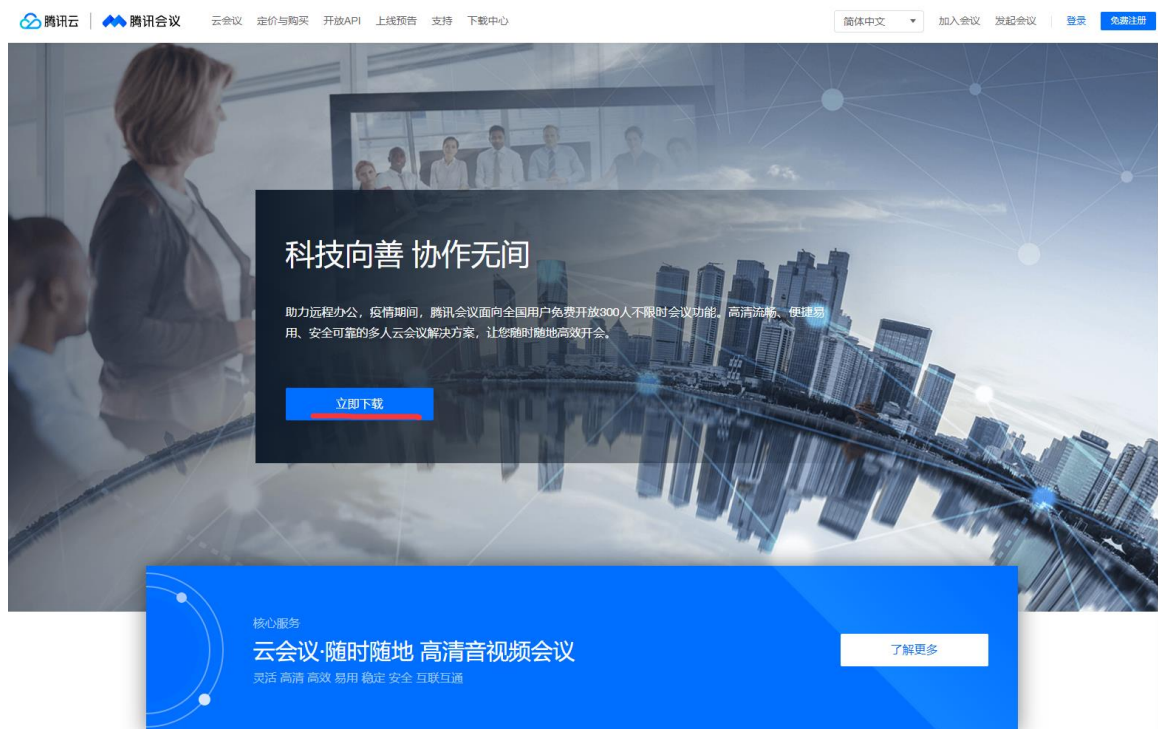 腾讯云 腾讯会议 云会议 定价与购买 开放API 上线预告 支持 下载中心 简体中文 加入会议 发起会议 登录 免费注册
科技向善 协作无间
助力远程办公，疫情期间，腾讯会议面向全国用户免费开放300人不限时会议功能。高清流畅、便捷易
用、安全可靠的多人云会议解决方案，让您随时随地高效开会。
立即下载
核心服务
云会议·随时随地 高清音视频会议
灵活 高清 高效 易用 稳定 安全 互联互通
了解更多